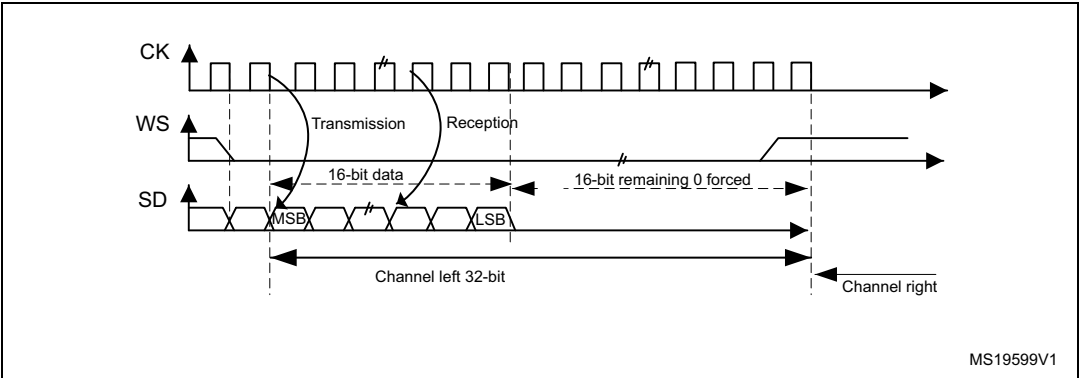 CK
WS
Transmission
Reception
16-bit data
16-bit remaining 0 forced
SD
MSB
LSB
Channel left 32-bit
Channel right
MS19599V1